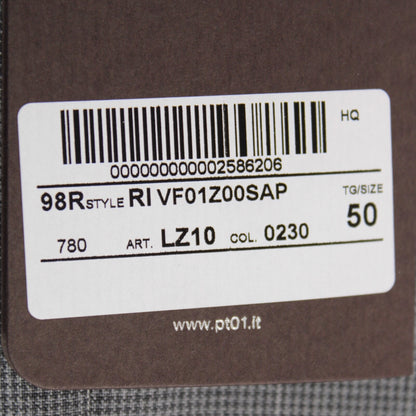 HQ
000000000002586206
98R STYLE RI VF01Z00SAP
TG/SIZE
50
780 ART. LZ10 COL. 0230
www.pt01.it